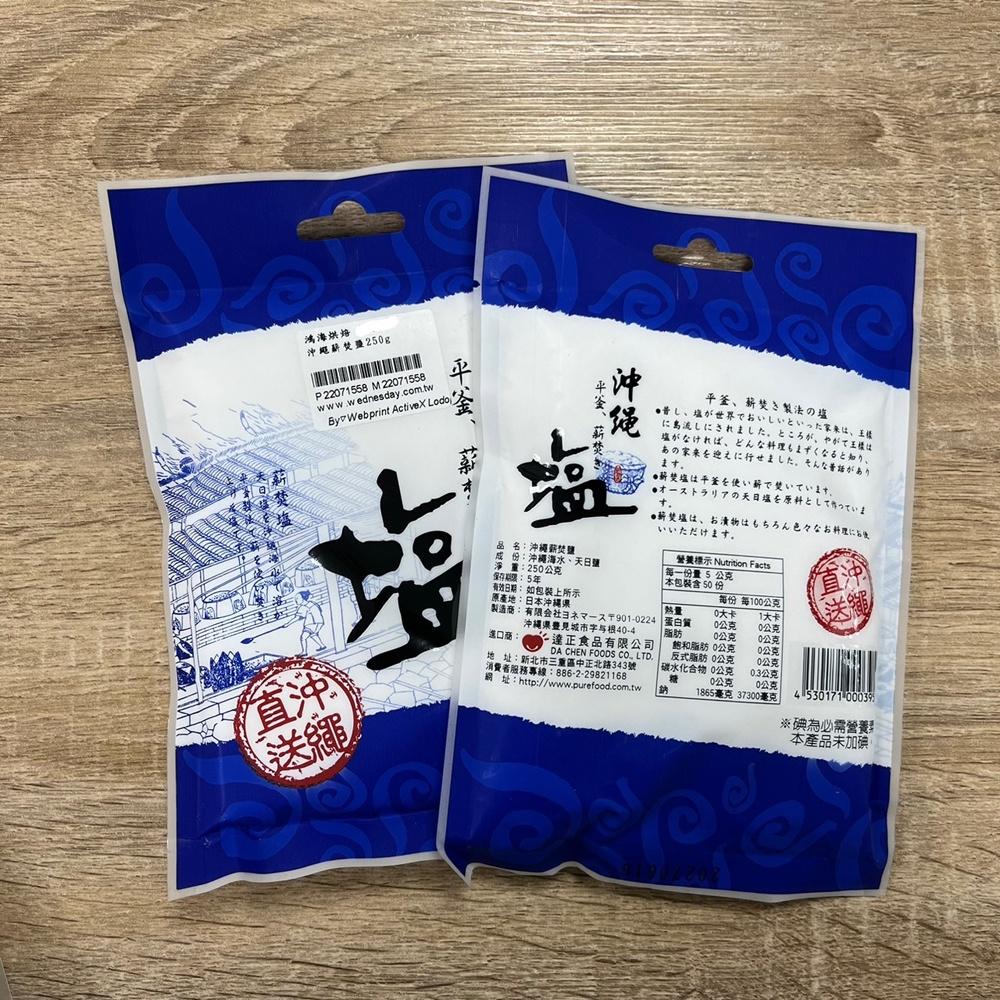 鴻海烘焙
沖繩薪焚鹽250g
P 22071558 M 22071558
www.wednesday.com.tw
By▽Webprint ActiveX Lodo
平釜、薪焚
薪焚塩
塩
沖繩
直送
沖縄
平釜、薪焚き
塩
平釜、薪焚き製法の塩
●昔し、塩が世界でおいしいといった家来は、王様
に島流しにされました。ところが、やがて王様は
塩がなければ、どんな料理もまずくなると知り、
あの家来を迎えに行せました。そんな昔話があり
ます。
●薪焚塩は平釜を使い薪で焚いています。
●オーストラリアの天日塩を原料として作っていま
す。
●薪焚塩は、お漬物はもちろん色々なお料理にお使
いいただけます。
品 名：沖繩薪焚鹽
成 份：沖繩海水、天日鹽
淨 重：250公克
保存期限：5年
有效日期：如包裝上所示
原產地：日本沖縄県
製造商：有限会社ヨネマース〒901-0224
沖縄県豊見城市字与根40-4
進口商：達正食品有限公司
DA CHEN FOODS CO., LTD.
地 址：新北市三重區中正北路343號
消費者服務專線：886-2-29821168
網 址：http://www.purefood.com.tw
營養標示 Nutrition Facts
每一份量 5 公克
本包裝含 50 份
每份 每100公克
熱量 0大卡 1大卡
蛋白質 0公克 0公克
脂肪 0公克 0公克
飽和脂肪 0公克 0公克
反式脂肪 0公克 0公克
碳水化合物 0公克 0.3公克
糖 0公克 0公克
鈉 1865毫克 37300毫克
沖繩
直送
4 530171 00039
※碘為必需營養素
本產品未加碘